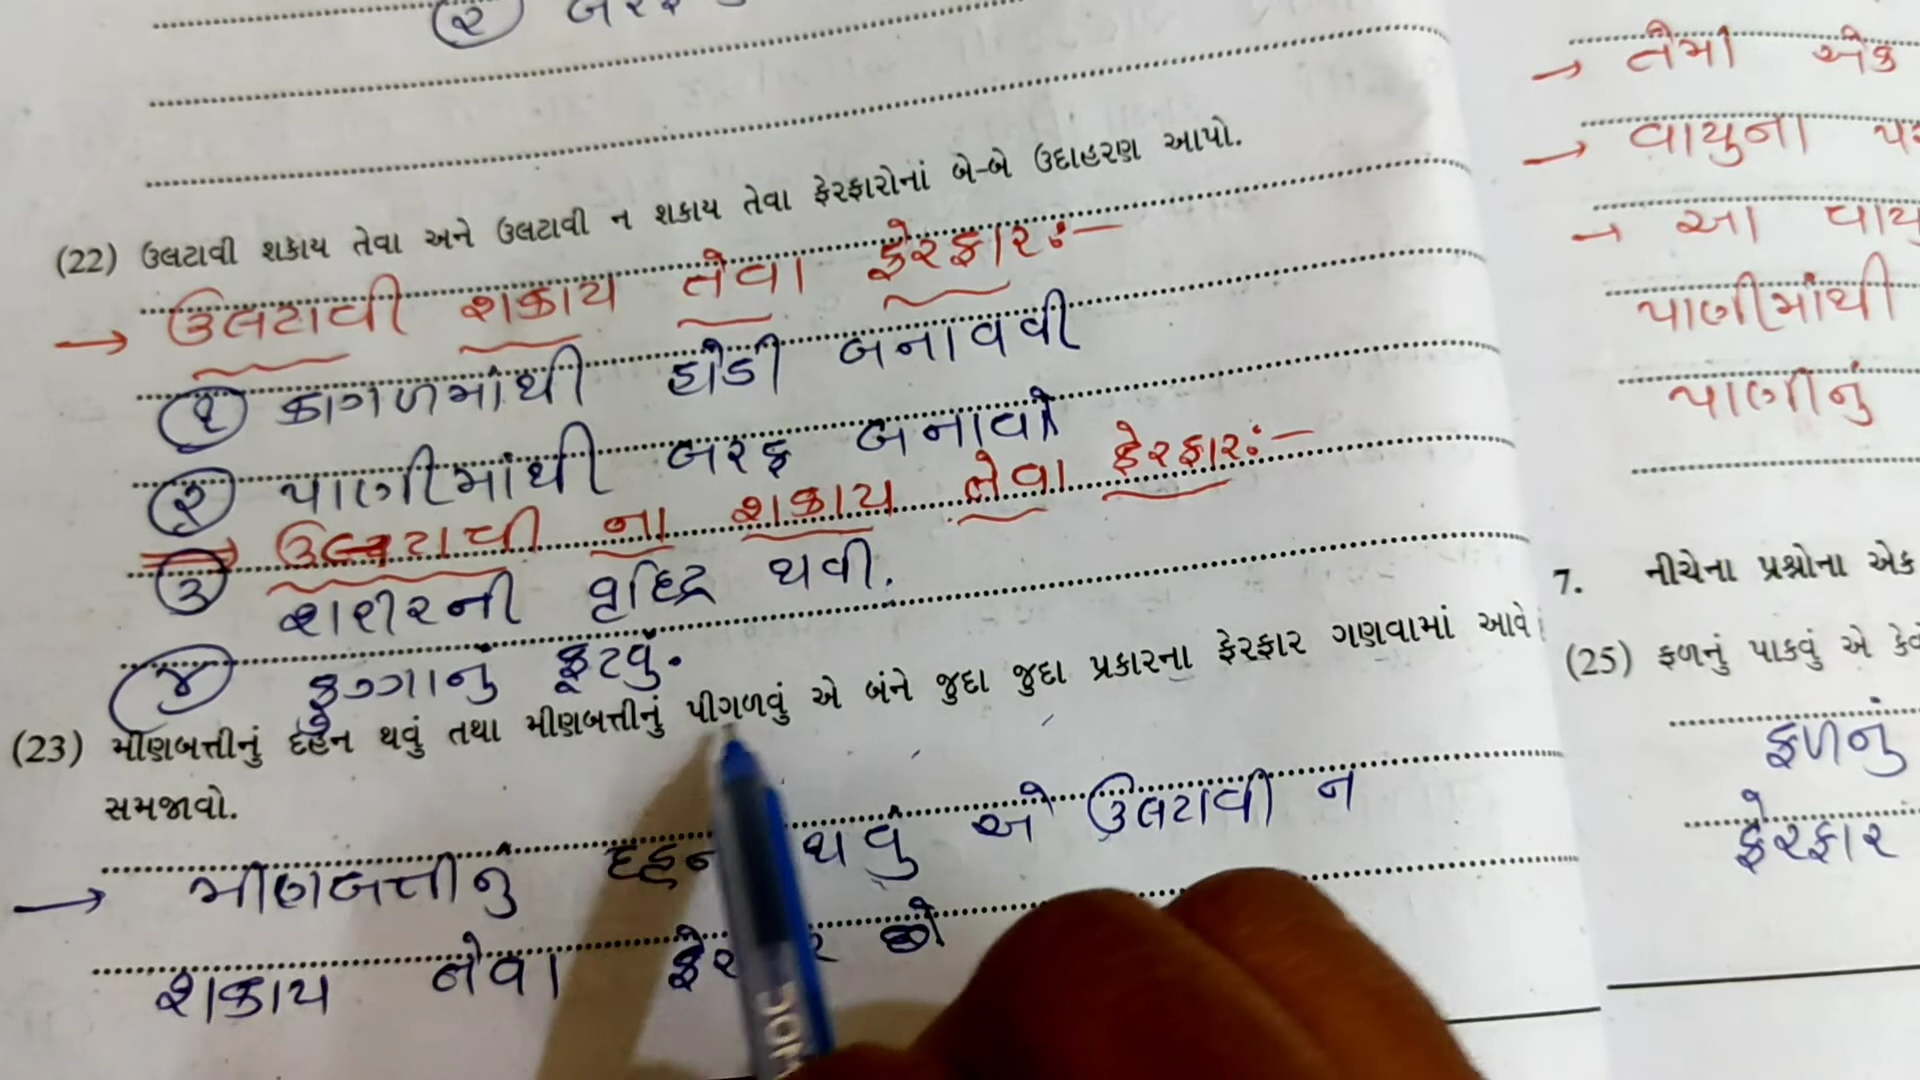 (22) ઉલટાવી શકાય તેવા અને ઉલટાવી ન શકાય તેવા ફેરફારોનાં બે-બે ઉદાહરણ આપો.
→ ઉલટાવી શકાય તેવા ફેરફાર:-
૧ કાગળમાંથી હોડી બનાવવી
૨ પાણીમાંથી બરફ બનાવવો
→ ઉલટાવી ના શકાય તેવા ફેરફાર:-
૩ શરીરની વૃદ્ધિ થવી.
૪ ફુગ્ગાનું ફૂટવું.
(23) મીણબત્તીનું દહન થવું તથા મીણબત્તીનું પીગળવું એ બંને જુદા જુદા પ્રકારના ફેરફાર ગણવામાં આવે
સમજાવો.
→ મીણબત્તીનું દહન થવું એ ઉલટાવી ન
શકાય તેવા
→ તેમાં એક
→ વાયુના
→ આ વાયુ
પાણીમાંથી
પાણીનું
7. નીચેના પ્રશ્નોના એક
(25) ફળનું પાકવું એ
ફળનું
ફેરફાર